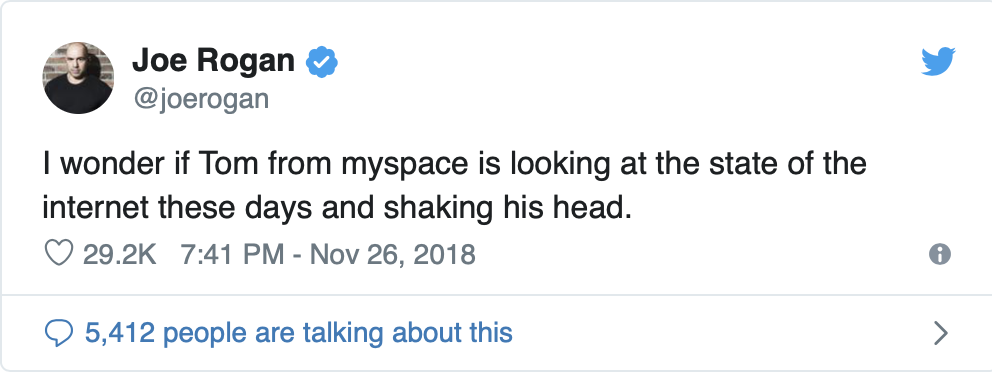 Joe Rogan
@joerogan
I wonder if Tom from myspace is looking at the state of the
internet these days and shaking his head.
29.2K 7:41 PM - Nov 26, 2018
5,412 people are talking about this